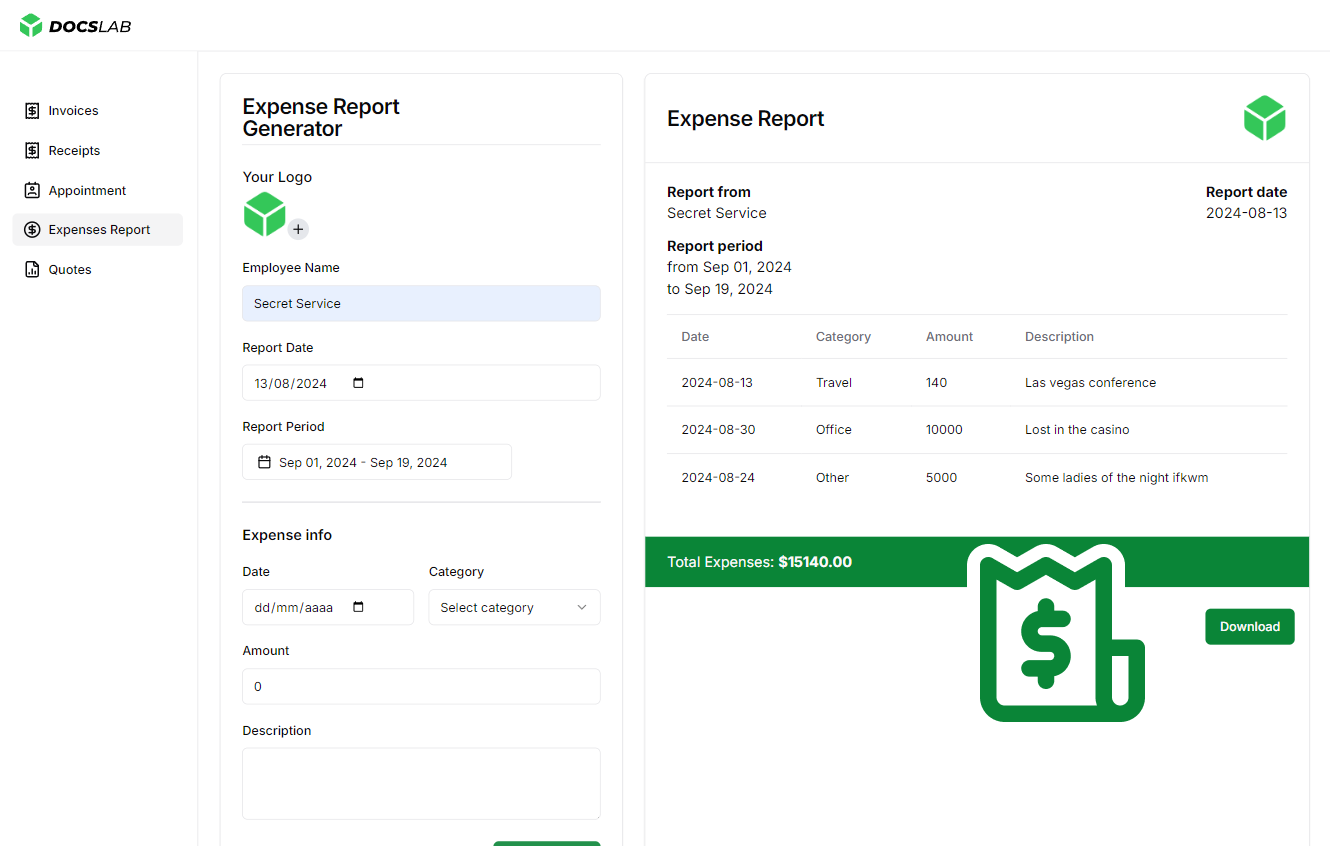 DOCSLAB
Invoices
Receipts
Appointment
Expenses Report
Quotes
Expense Report
Generator
Your Logo
Employee Name
Secret Service
Report Date
13/08/2024
Report Period
Sep 01, 2024 - Sep 19, 2024
Expense info
Date Category
dd/mm/aaaa Select category
Amount
0
Description
Expense Report
Report from Report date
Secret Service 2024-08-13
Report period
from Sep 01, 2024
to Sep 19, 2024
Date Category Amount Description
2024-08-13 Travel 140 Las vegas conference
2024-08-30 Office 10000 Lost in the casino
2024-08-24 Other 5000 Some ladies of the night ifkwm
Total Expenses: $15140.00
$
Download